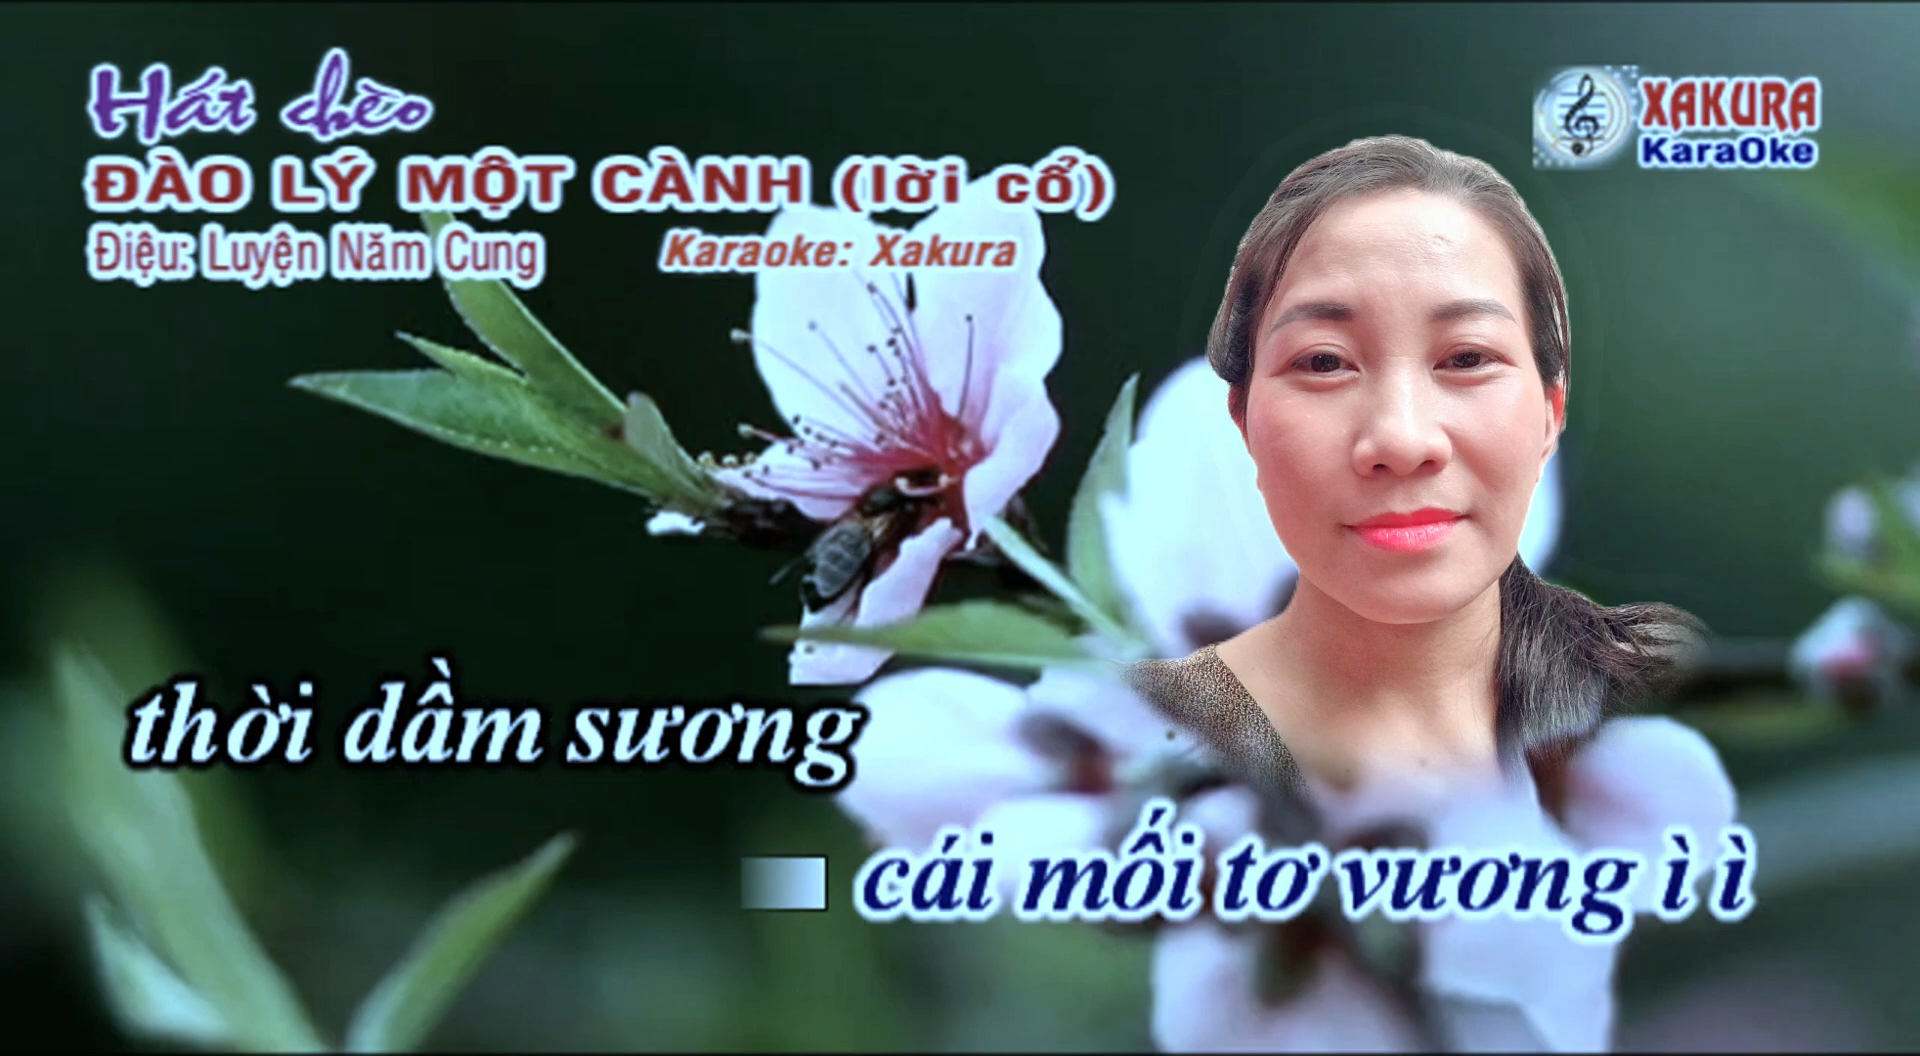 Hát chèo
ĐÀO LÝ MỘT CÀNH (lời cổ)
Điệu: Luyện Năm Cung
Karaoke: Xakura
XAKURA
KaraOke
thời dầm sương
cái mối tơ vương ì ì